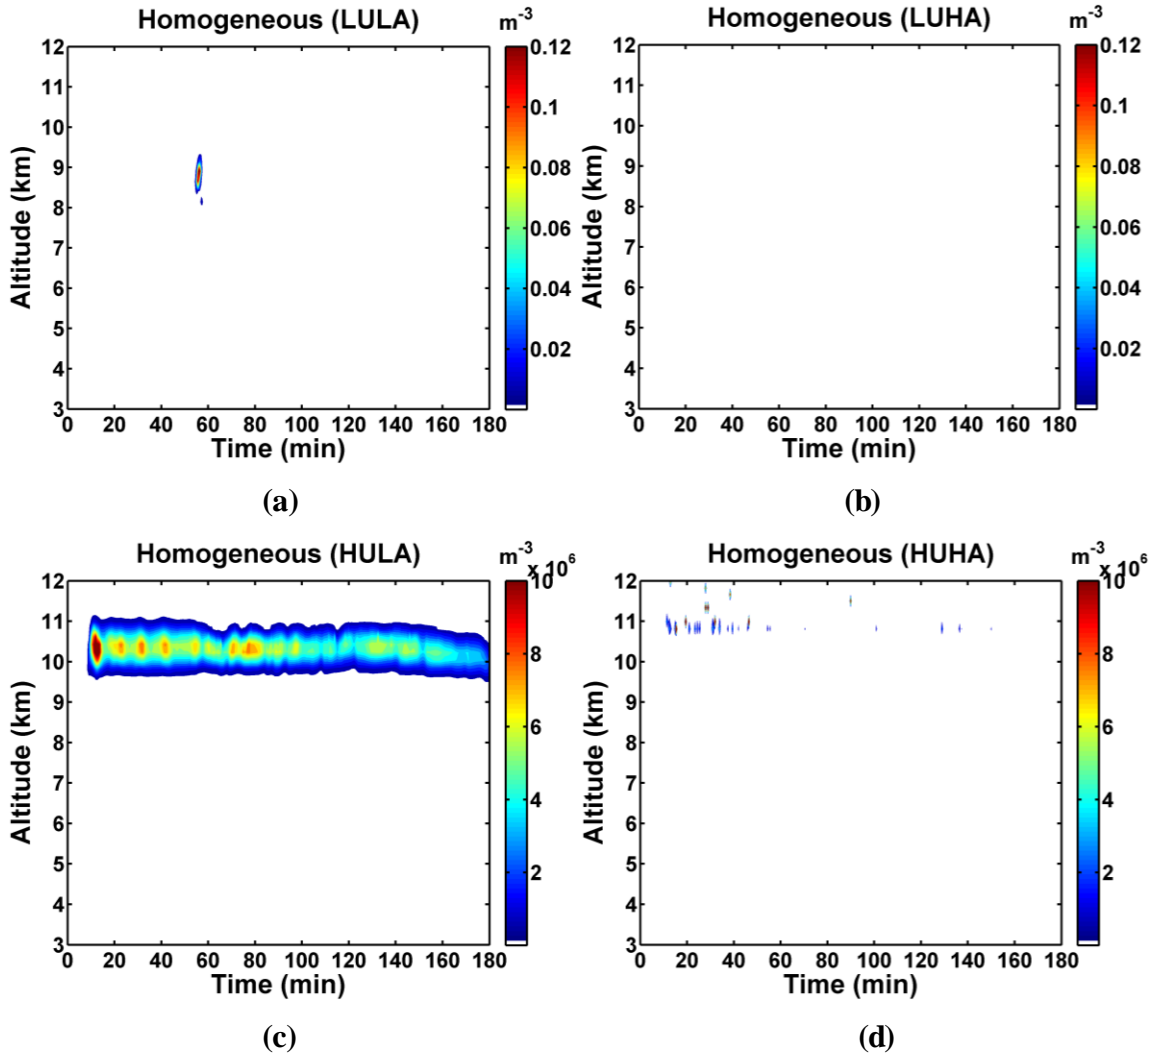 Homogeneous (LULA)
m-3
12
11
10
9
8
7
6
5
4
3
Altitude (km)
0 20 40 60 80 100 120 140 160 180
Time (min)
0.12
0.1
0.08
0.06
0.04
0.02
(a)
Homogeneous (LUHA)
m-3
12
11
10
9
8
7
6
5
4
3
Altitude (km)
0 20 40 60 80 100 120 140 160 180
Time (min)
0.12
0.1
0.08
0.06
0.04
0.02
(b)
Homogeneous (HULA)
m-3
x 106
12
11
10
9
8
7
6
5
4
3
Altitude (km)
0 20 40 60 80 100 120 140 160 180
Time (min)
10
8
6
4
2
(c)
Homogeneous (HUHA)
m-3
x 106
12
11
10
9
8
7
6
5
4
3
Altitude (km)
0 20 40 60 80 100 120 140 160 180
Time (min)
10
8
6
4
2
(d)